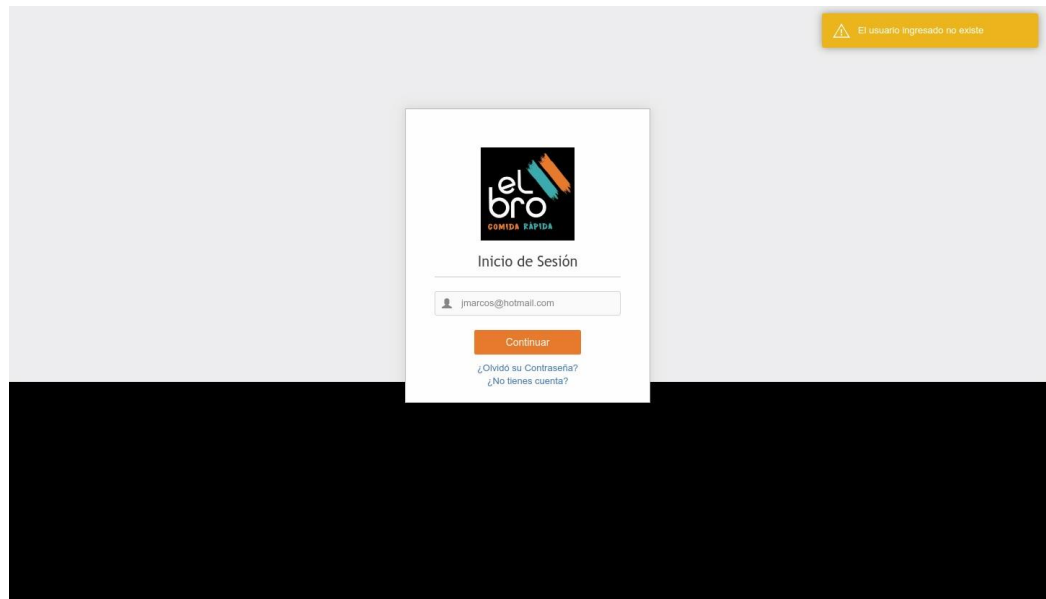 El usuario ingresado no existe
el
bro
COMIDA RÁPIDA
Inicio de Sesión
jmarcos@hotmail.com
Continuar
¿Olvidó su Contraseña?
¿No tienes cuenta?